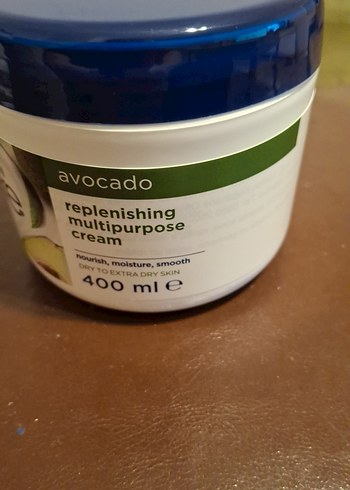 avocado
replenishing
multipurpose
cream
nourish, moisture, smooth
DRY TO EXTRA DRY SKIN
400 ml ℮